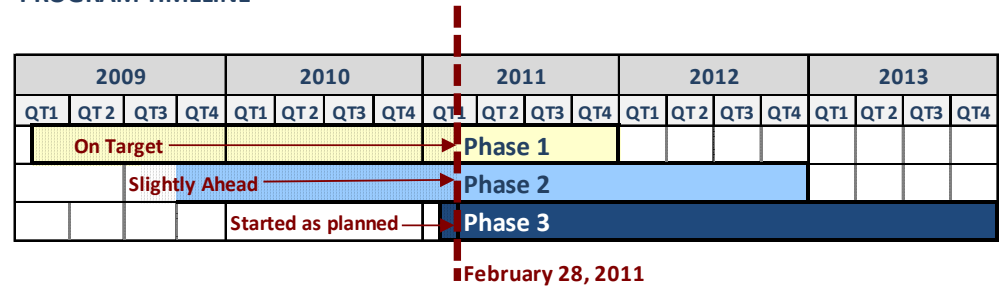 PROGRAM TIMELINE
2009 2010 2011 2012 2013
QT1 QT 2 QT3 QT4 QT1 QT 2 QT3 QT4 QT1 QT 2 QT3 QT4 QT1 QT 2 QT3 QT4 QT1 QT 2 QT3 QT4
On Target Phase 1
Slightly Ahead Phase 2
Started as planned Phase 3
February 28, 2011